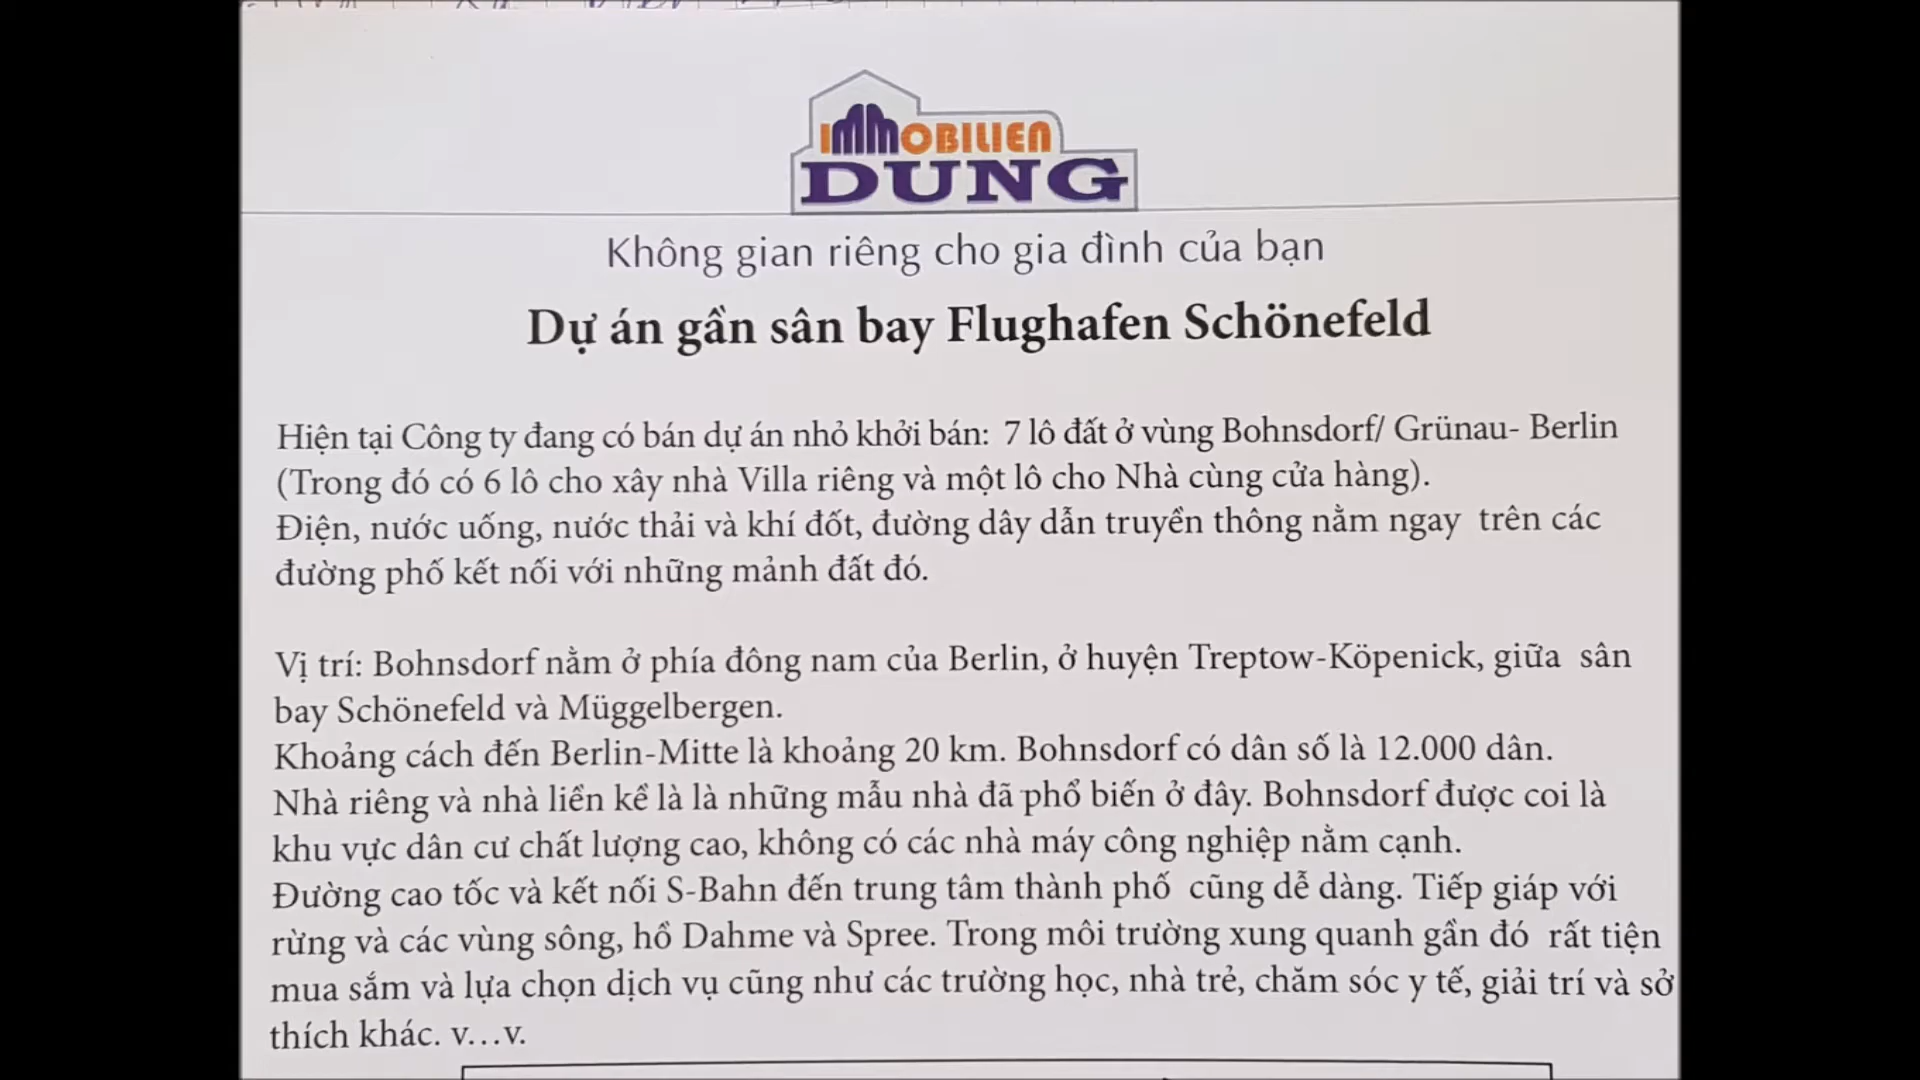 IMMOBILIEN
DUNG
Không gian riêng cho gia đình của bạn
Dự án gần sân bay Flughafen Schönefeld
Hiện tại Công ty đang có bán dự án nhỏ khởi bán: 7 lô đất ở vùng Bohnsdorf/ Grünau- Berlin
(Trong đó có 6 lô cho xây nhà Villa riêng và một lô cho Nhà cùng cửa hàng).
Điện, nước uống, nước thải và khí đốt, đường dây dẫn truyền thông nằm ngay trên các
đường phố kết nối với những mảnh đất đó.
Vị trí: Bohnsdorf nằm ở phía đông nam của Berlin, ở huyện Treptow-Köpenick, giữa sân
bay Schönefeld và Müggelbergen.
Khoảng cách đến Berlin-Mitte là khoảng 20 km. Bohnsdorf có dân số là 12.000 dân.
Nhà riêng và nhà liền kề là là những mẫu nhà đã phổ biến ở đây. Bohnsdorf được coi là
khu vực dân cư chất lượng cao, không có các nhà máy công nghiệp nằm cạnh.
Đường cao tốc và kết nối S-Bahn đến trung tâm thành phố cũng dễ dàng. Tiếp giáp với
rừng và các vùng sông, hồ Dahme và Spree. Trong môi trường xung quanh gần đó rất tiện
mua sắm và lựa chọn dịch vụ cũng như các trường học, nhà trẻ, chăm sóc y tế, giải trí và sở
thích khác. v…v.